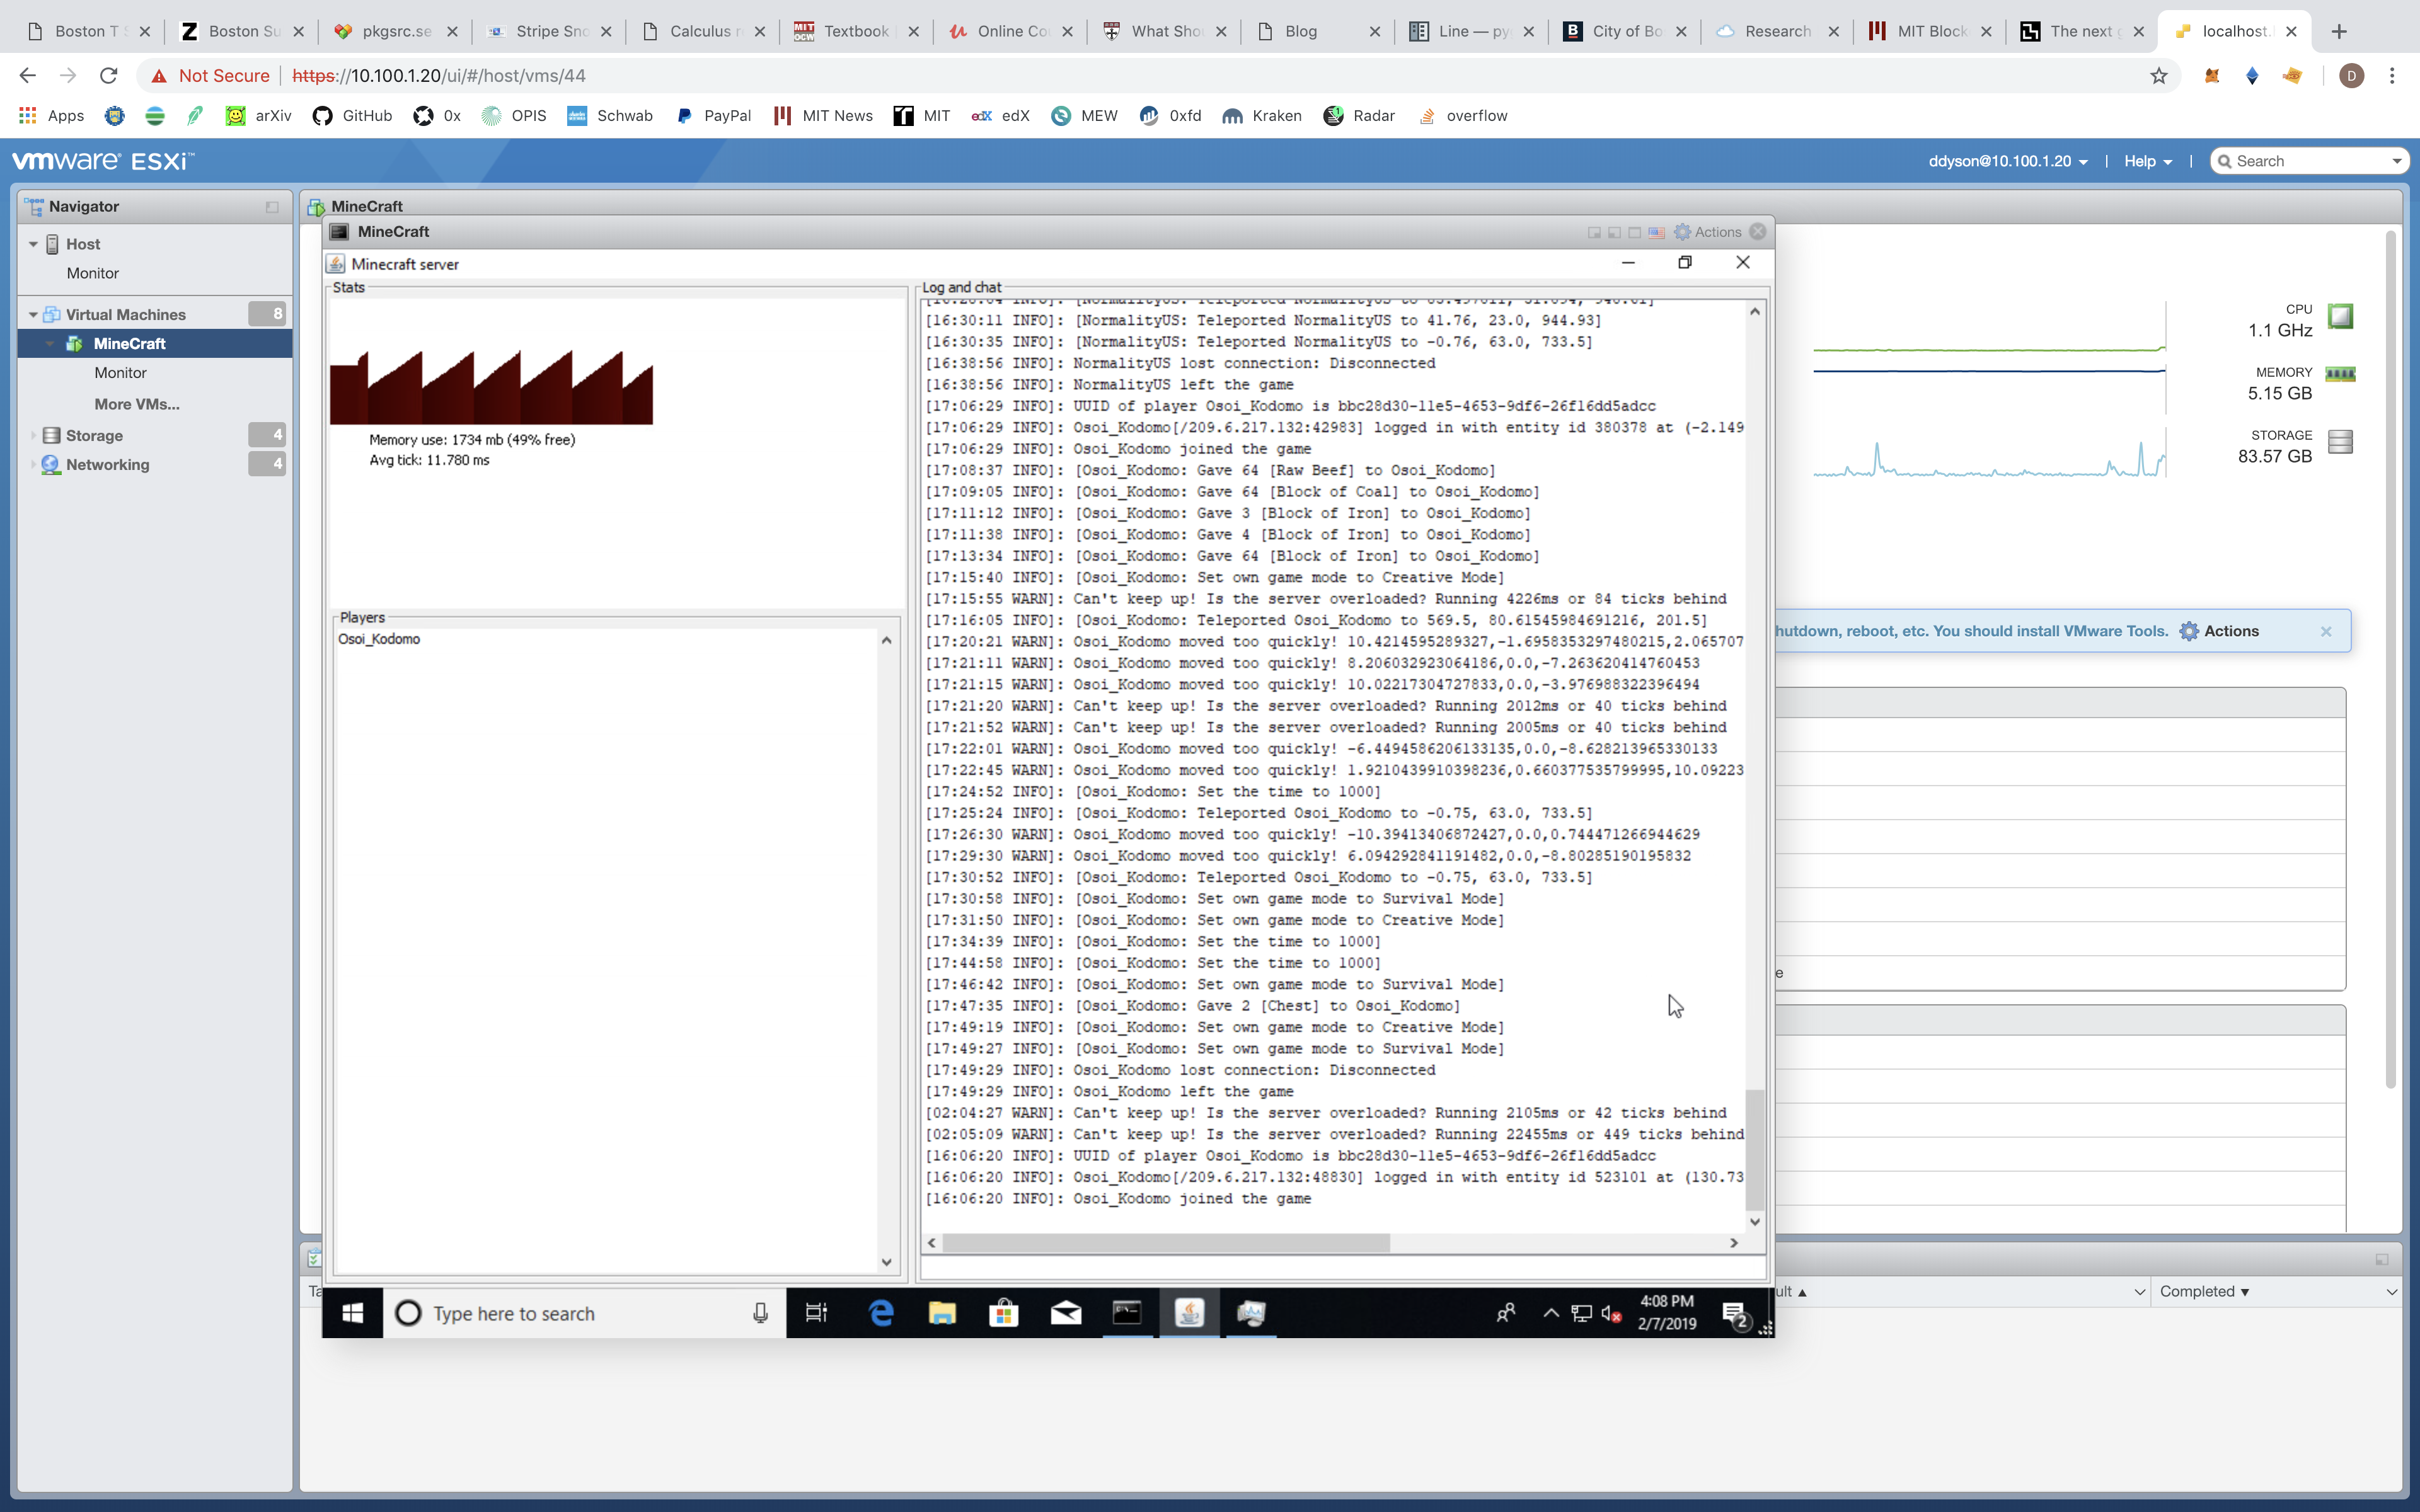 Boston T S
Boston Su
pkgsrc.se
Stripe Sno
Calculus r
Textbook
Online Co
What Sho
Blog
Line — py
City of Bo
Research
MIT Block
The next g
localhost.
Not Secure
https://10.100.1.20/ui/#/host/vms/44
D
Apps
arXiv
GitHub
0x
OPIS
Schwab
PayPal
MIT News
MIT
edX
MEW
0xfd
Kraken
Radar
overflow
vmware ESXi™
ddyson@10.100.1.20
Help
Search
Navigator
Host
Monitor
Virtual Machines 8
MineCraft
Monitor
More VMs...
Storage 4
Networking 4
MineCraft
MineCraft
Actions
Minecraft server
Stats
Memory use: 1734 mb (49% free)
Avg tick: 11.780 ms
Players
Osoi_Kodomo
Log and chat
[16:30:11 INFO]: [NormalityUS: Teleported NormalityUS to 41.76, 23.0, 944.93]
[16:30:35 INFO]: [NormalityUS: Teleported NormalityUS to -0.76, 63.0, 733.5]
[16:38:56 INFO]: NormalityUS lost connection: Disconnected
[16:38:56 INFO]: NormalityUS left the game
[17:06:29 INFO]: UUID of player Osoi_Kodomo is bbc28d30-11e5-4653-9df6-26f16dd5adcc
[17:06:29 INFO]: Osoi_Kodomo[/209.6.217.132:42983] logged in with entity id 380378 at (-2.149
[17:06:29 INFO]: Osoi_Kodomo joined the game
[17:08:37 INFO]: [Osoi_Kodomo: Gave 64 [Raw Beef] to Osoi_Kodomo]
[17:09:05 INFO]: [Osoi_Kodomo: Gave 64 [Block of Coal] to Osoi_Kodomo]
[17:11:12 INFO]: [Osoi_Kodomo: Gave 3 [Block of Iron] to Osoi_Kodomo]
[17:11:38 INFO]: [Osoi_Kodomo: Gave 4 [Block of Iron] to Osoi_Kodomo]
[17:13:34 INFO]: [Osoi_Kodomo: Gave 64 [Block of Iron] to Osoi_Kodomo]
[17:15:40 INFO]: [Osoi_Kodomo: Set own game mode to Creative Mode]
[17:15:55 WARN]: Can't keep up! Is the server overloaded? Running 4226ms or 84 ticks behind
[17:16:05 INFO]: [Osoi_Kodomo: Teleported Osoi_Kodomo to 569.5, 80.61545984691216, 201.5]
[17:20:21 WARN]: Osoi_Kodomo moved too quickly! 10.4214595289327,-1.6958353297480215,2.065707
[17:21:11 WARN]: Osoi_Kodomo moved too quickly! 8.206032923064186,0.0,-7.263620414760453
[17:21:15 WARN]: Osoi_Kodomo moved too quickly! 10.02217304727833,0.0,-3.976988322396494
[17:21:20 WARN]: Can't keep up! Is the server overloaded? Running 2012ms or 40 ticks behind
[17:21:52 WARN]: Can't keep up! Is the server overloaded? Running 2005ms or 40 ticks behind
[17:22:01 WARN]: Osoi_Kodomo moved too quickly! -6.4494586206133135,0.0,-8.628213965330133
[17:22:45 WARN]: Osoi_Kodomo moved too quickly! 1.9210439910398236,0.660377535799995,10.09223
[17:24:52 INFO]: [Osoi_Kodomo: Set the time to 1000]
[17:25:24 INFO]: [Osoi_Kodomo: Teleported Osoi_Kodomo to -0.75, 63.0, 733.5]
[17:26:30 WARN]: Osoi_Kodomo moved too quickly! -10.39413406872427,0.0,0.744471266944629
[17:29:30 WARN]: Osoi_Kodomo moved too quickly! 6.094292841191482,0.0,-8.80285190195832
[17:30:52 INFO]: [Osoi_Kodomo: Teleported Osoi_Kodomo to -0.75, 63.0, 733.5]
[17:30:58 INFO]: [Osoi_Kodomo: Set own game mode to Survival Mode]
[17:31:50 INFO]: [Osoi_Kodomo: Set own game mode to Creative Mode]
[17:34:39 INFO]: [Osoi_Kodomo: Set the time to 1000]
[17:44:58 INFO]: [Osoi_Kodomo: Set the time to 1000]
[17:46:42 INFO]: [Osoi_Kodomo: Set own game mode to Survival Mode]
[17:47:35 INFO]: [Osoi_Kodomo: Gave 2 [Chest] to Osoi_Kodomo]
[17:49:19 INFO]: [Osoi_Kodomo: Set own game mode to Creative Mode]
[17:49:27 INFO]: [Osoi_Kodomo: Set own game mode to Survival Mode]
[17:49:29 INFO]: Osoi_Kodomo lost connection: Disconnected
[17:49:29 INFO]: Osoi_Kodomo left the game
[02:04:27 WARN]: Can't keep up! Is the server overloaded? Running 2105ms or 42 ticks behind
[02:05:09 WARN]: Can't keep up! Is the server overloaded? Running 22455ms or 449 ticks behind
[16:06:20 INFO]: UUID of player Osoi_Kodomo is bbc28d30-11e5-4653-9df6-26f16dd5adcc
[16:06:20 INFO]: Osoi_Kodomo[/209.6.217.132:48830] logged in with entity id 523101 at (130.73
[16:06:20 INFO]: Osoi_Kodomo joined the game
Type here to search
4:08 PM
2/7/2019
2
CPU
1.1 GHz
MEMORY
5.15 GB
STORAGE
83.57 GB
hutdown, reboot, etc. You should install VMware Tools. Actions
e
Ta
ult ▲
Completed ▼